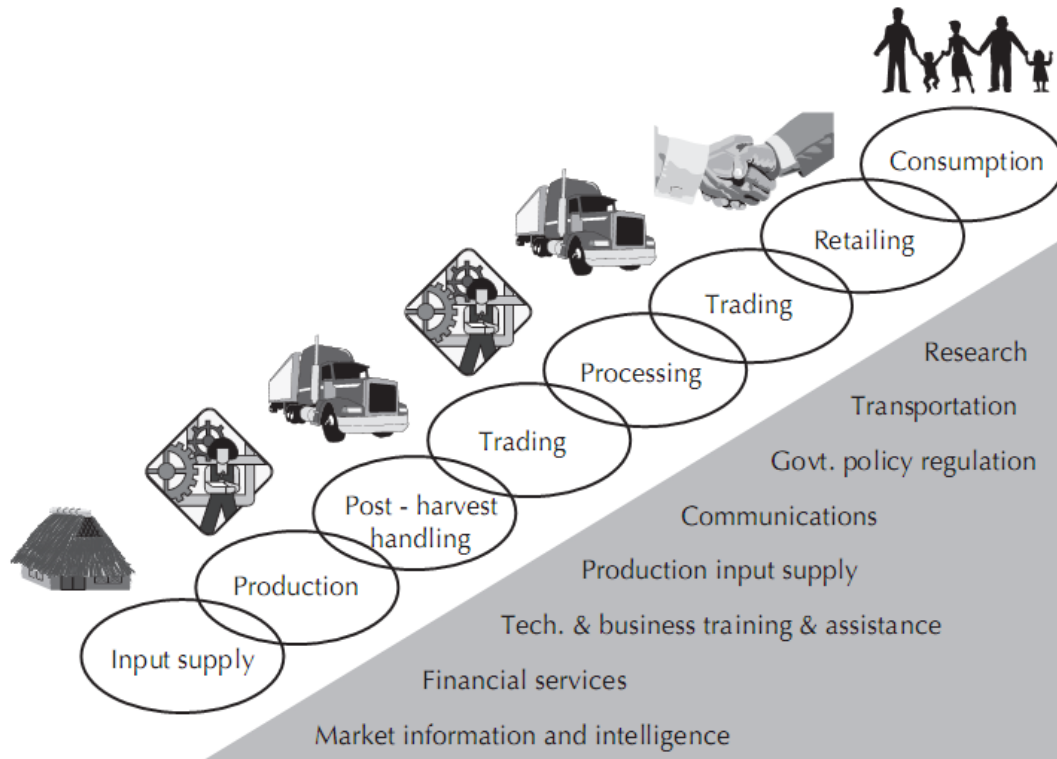 Consumption
Retailing
Trading
Processing
Trading
Post - harvest
handling
Production
Input supply
Research
Transportation
Govt. policy regulation
Communications
Production input supply
Tech. & business training & assistance
Financial services
Market information and intelligence